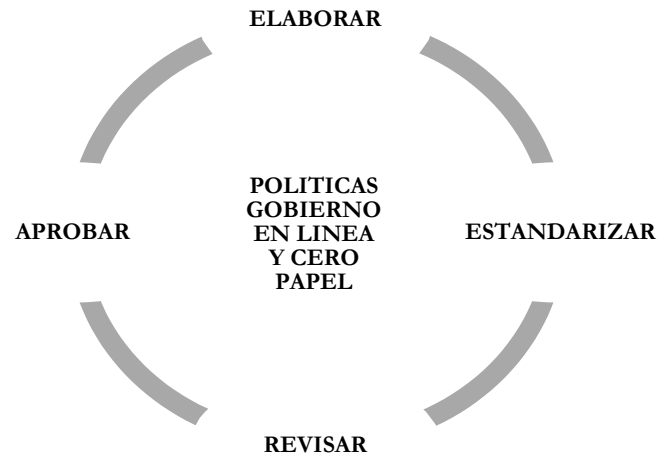 ELABORAR
POLITICAS
GOBIERNO
EN LINEA
Y CERO
PAPEL
APROBAR
ESTANDARIZAR
REVISAR